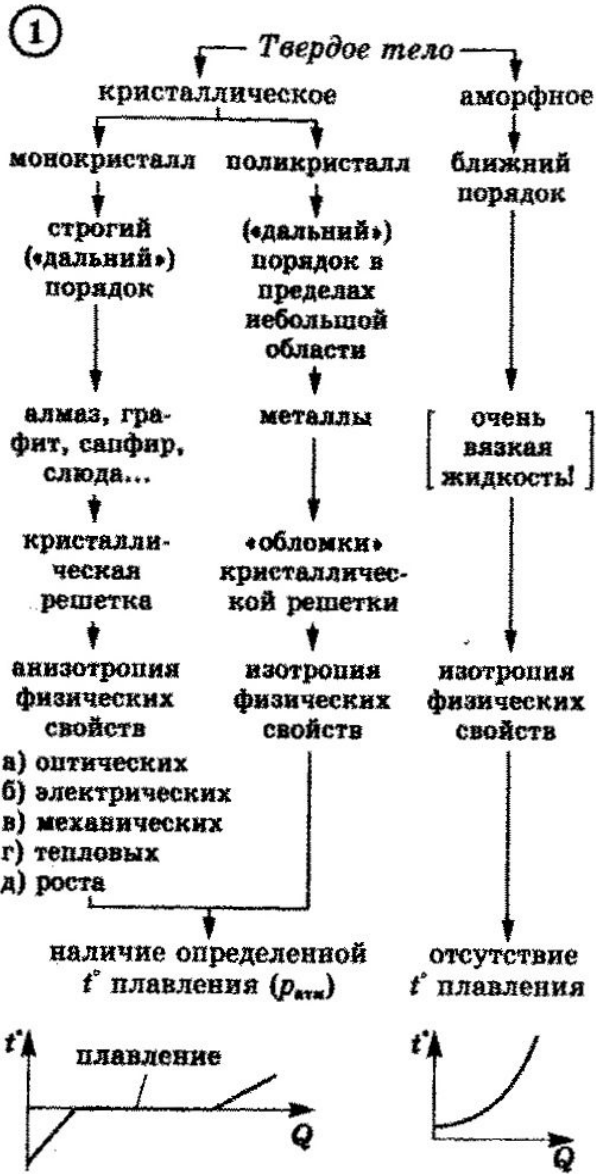 1
Твердое тело
кристаллическое
аморфное
монокристалл
поликристалл
ближний
порядок
строгий
(«дальний»)
порядок
(«дальний»)
порядок в
пределах
небольшой
области
алмаз, гра-
фит, сапфир,
слюда...
металлы
очень
вязкая
жидкость!
кристалли-
ческая
решетка
«обломки»
кристалличес-
кой решетки
анизотропия
физических
свойств
а) оптических
б) электрических
в) механических
г) тепловых
д) роста
изотропия
физических
свойств
изотропия
физических
свойств
наличие определенной
t° плавления (pатм)
отсутствие
t° плавления
t°
плавление
Q
t°
Q